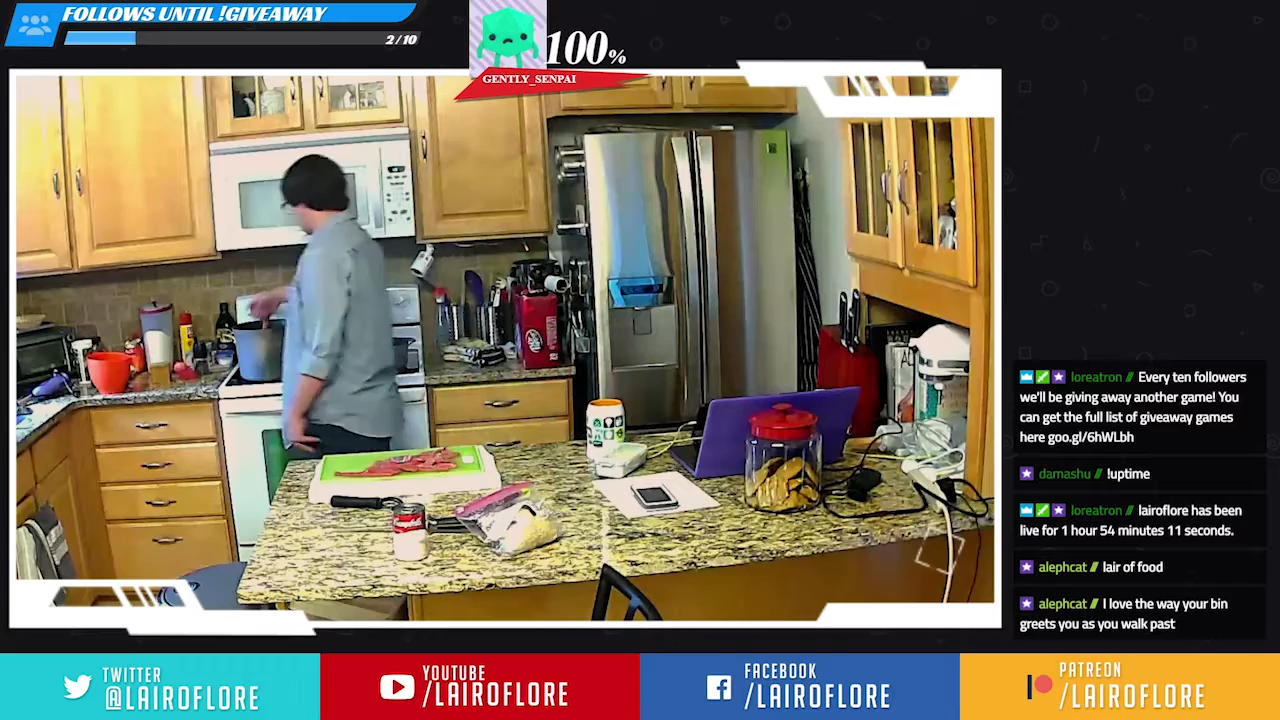 FOLLOWS UNTIL !GIVEAWAY
2/10
100%
GENTLY_SENPAI
loreatron // Every ten followers
we'll be giving away another game! You
can get the full list of giveaway games
here goo.gl/6hWLbh
damashu // !uptime
loreatron // lairoflore has been
live for 1 hour 54 minutes 11 seconds.
alephcat // lair of food
alephcat // I love the way your bin
greets you as you walk past
TWITTER
@LAIROFLORE
YOUTUBE
/LAIROFLORE
FACEBOOK
/LAIROFLORE
PATREON
/LAIROFLORE